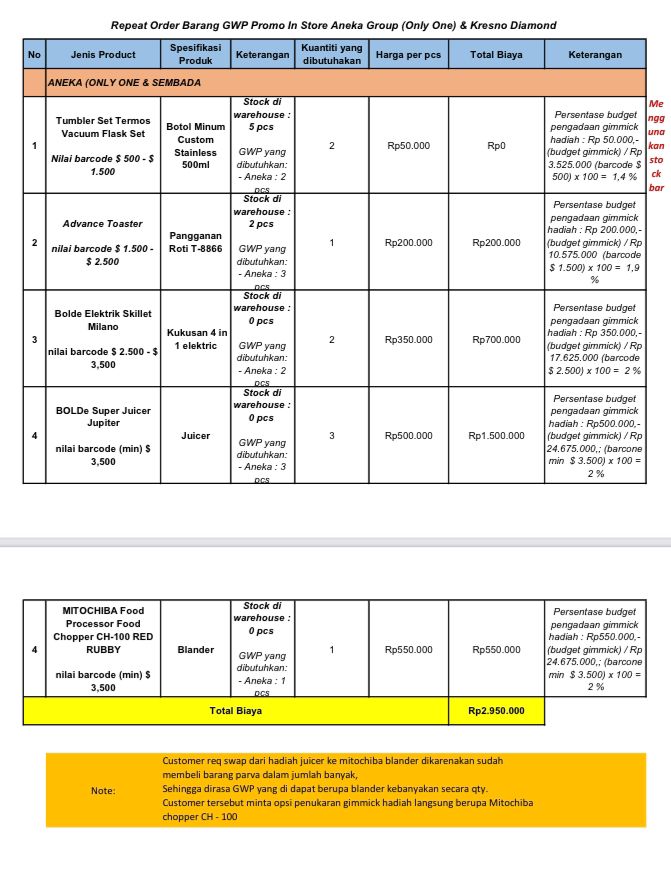 Repeat Order Barang GWP Promo In Store Aneka Group (Only One) & Kresno Diamond
No
Jenis Product
Spesifikasi
Produk
Keterangan
Kuantiti yang
dibutuhakan
Harga per pcs
Total Biaya
Keterangan
ANEKA (ONLY ONE & SEMBADA
1
Tumbler Set Termos
Vacuum Flask Set
Nilai barcode $ 500 - $
1.500
Botol Minum
Custom
Stainless
500ml
Stock di
warehouse :
5 pcs
GWP yang
dibutuhkan:
- Aneka : 2
pcs
2
Rp50.000
Rp0
Persentase budget
pengadaan gimmick
hadiah : Rp 50.000,-
(budget gimmick) / Rp
3.525.000 (barcode $
500) x 100 = 1,4 %
Me
ngg
una
kan
sto
ck
bar
2
Advance Toaster
nilai barcode $ 1.500 -
$ 2.500
Pangganan
Roti T-8866
Stock di
warehouse :
2 pcs
GWP yang
dibutuhkan:
- Aneka : 3
pcs
1
Rp200.000
Rp200.000
Persentase budget
pengadaan gimmick
hadiah : Rp 200.000,-
(budget gimmick) / Rp
10.575.000 (barcode
$ 1.500) x 100 = 1,9
%
3
Bolde Elektrik Skillet
Milano
nilai barcode $ 2.500 - $
3,500
Kukusan 4 in
1 elektric
Stock di
warehouse :
0 pcs
GWP yang
dibutuhkan:
- Aneka : 2
pcs
2
Rp350.000
Rp700.000
Persentase budget
pengadaan gimmick
hadiah : Rp 350.000,-
(budget gimmick) / Rp
17.625.000 (barcode
$ 2.500) x 100 = 2 %
4
BOLDe Super Juicer
Jupiter
nilai barcode (min) $
3,500
Juicer
Stock di
warehouse :
0 pcs
GWP yang
dibutuhkan:
- Aneka : 3
pcs
3
Rp500.000
Rp1.500.000
Persentase budget
pengadaan gimmick
hadiah : Rp500.000,-
(budget gimmick) / Rp
24.675.000,; (barcone
min $ 3.500) x 100 =
2 %
4
MITOCHIBA Food
Processor Food
Chopper CH-100 RED
RUBBY
nilai barcode (min) $
3,500
Blander
Stock di
warehouse :
0 pcs
GWP yang
dibutuhkan:
- Aneka : 1
pcs
1
Rp550.000
Rp550.000
Persentase budget
pengadaan gimmick
hadiah : Rp550.000,-
(budget gimmick) / Rp
24.675.000,; (barcone
min $ 3.500) x 100 =
2 %
Total Biaya
Rp2.950.000
Note:
Customer req swap dari hadiah juicer ke mitochiba blander dikarenakan sudah
membeli barang parva dalam jumlah banyak,
Sehingga dirasa GWP yang di dapat berupa blander kebanyakan secara qty.
Customer tersebut minta opsi penukaran gimmick hadiah langsung berupa Mitochiba
chopper CH - 100